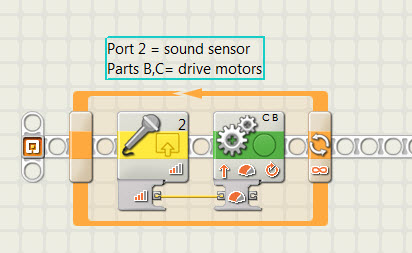 Port 2 = sound sensor
Parts B,C= drive motors
2
C B